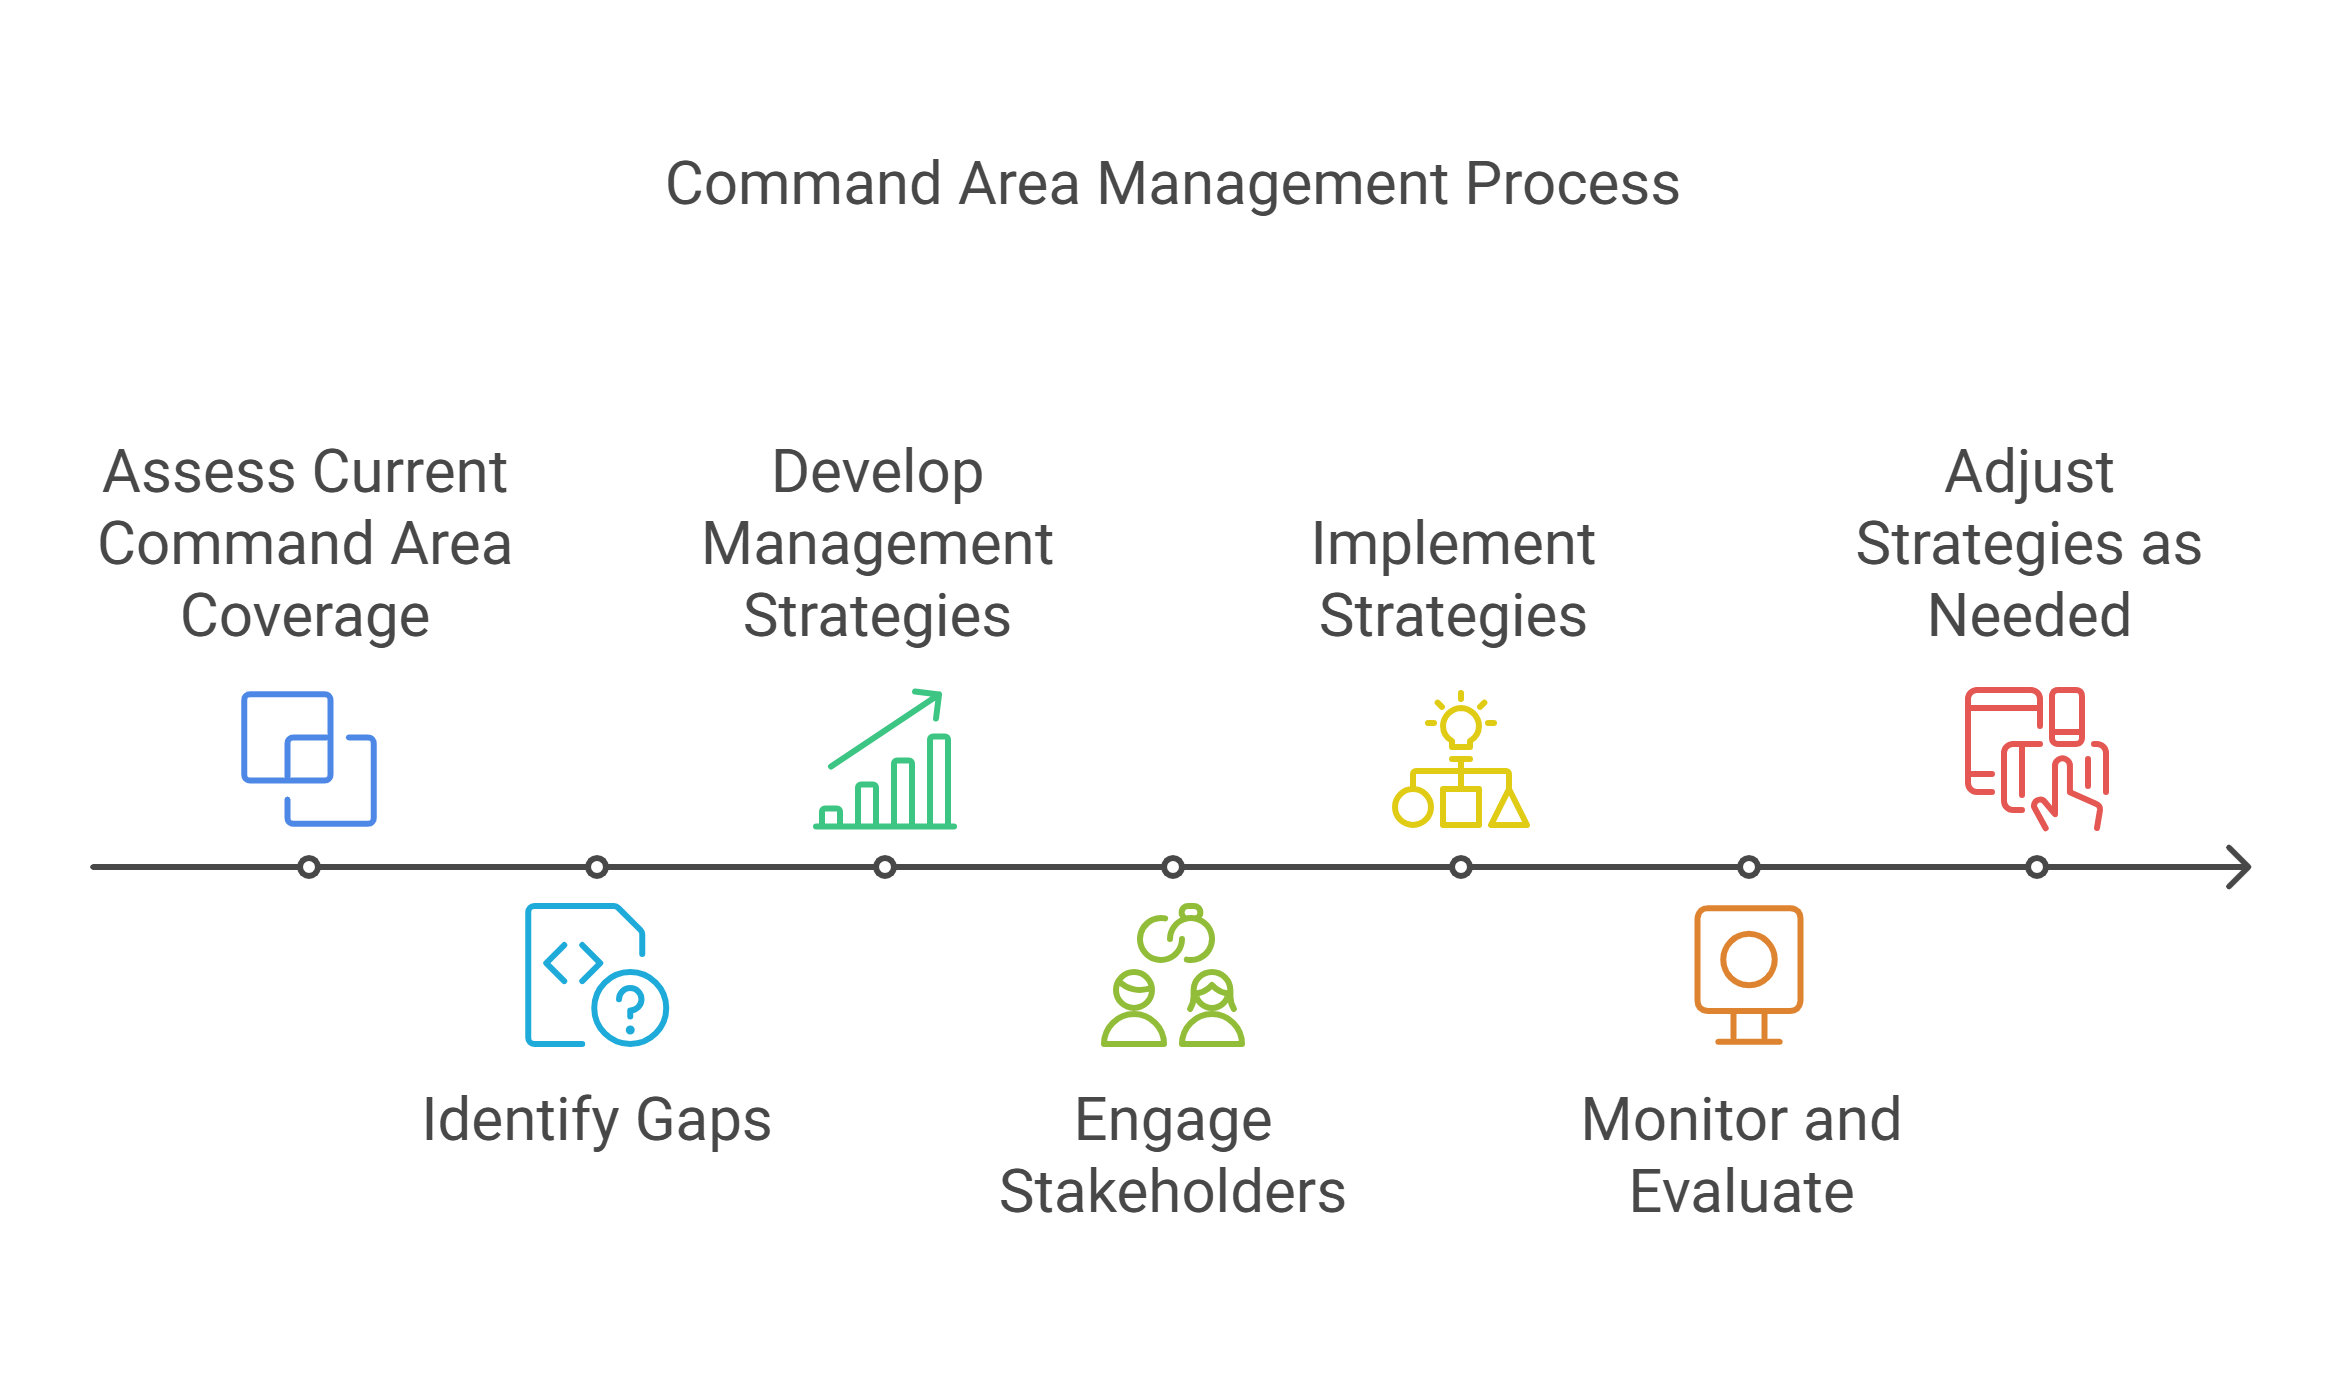 Command Area Management Process
Assess Current
Command Area
Coverage
Identify Gaps
Develop
Management
Strategies
Engage
Stakeholders
Implement
Strategies
Monitor and
Evaluate
Adjust
Strategies as
Needed